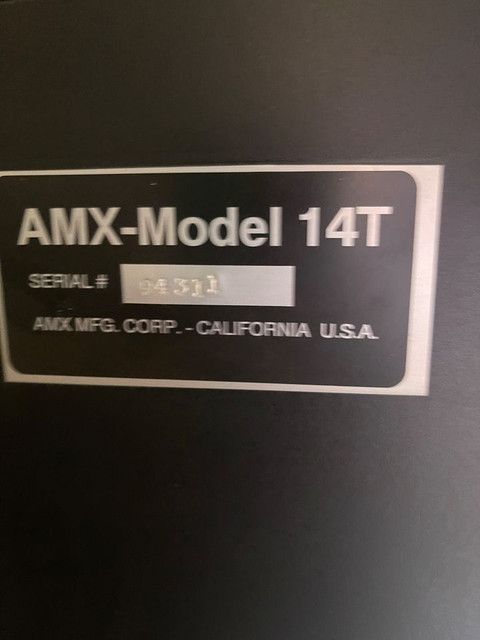 AMX-Model 14T
SERIAL #
AMX MFG. CORP. - CALIFORNIA U.S.A.